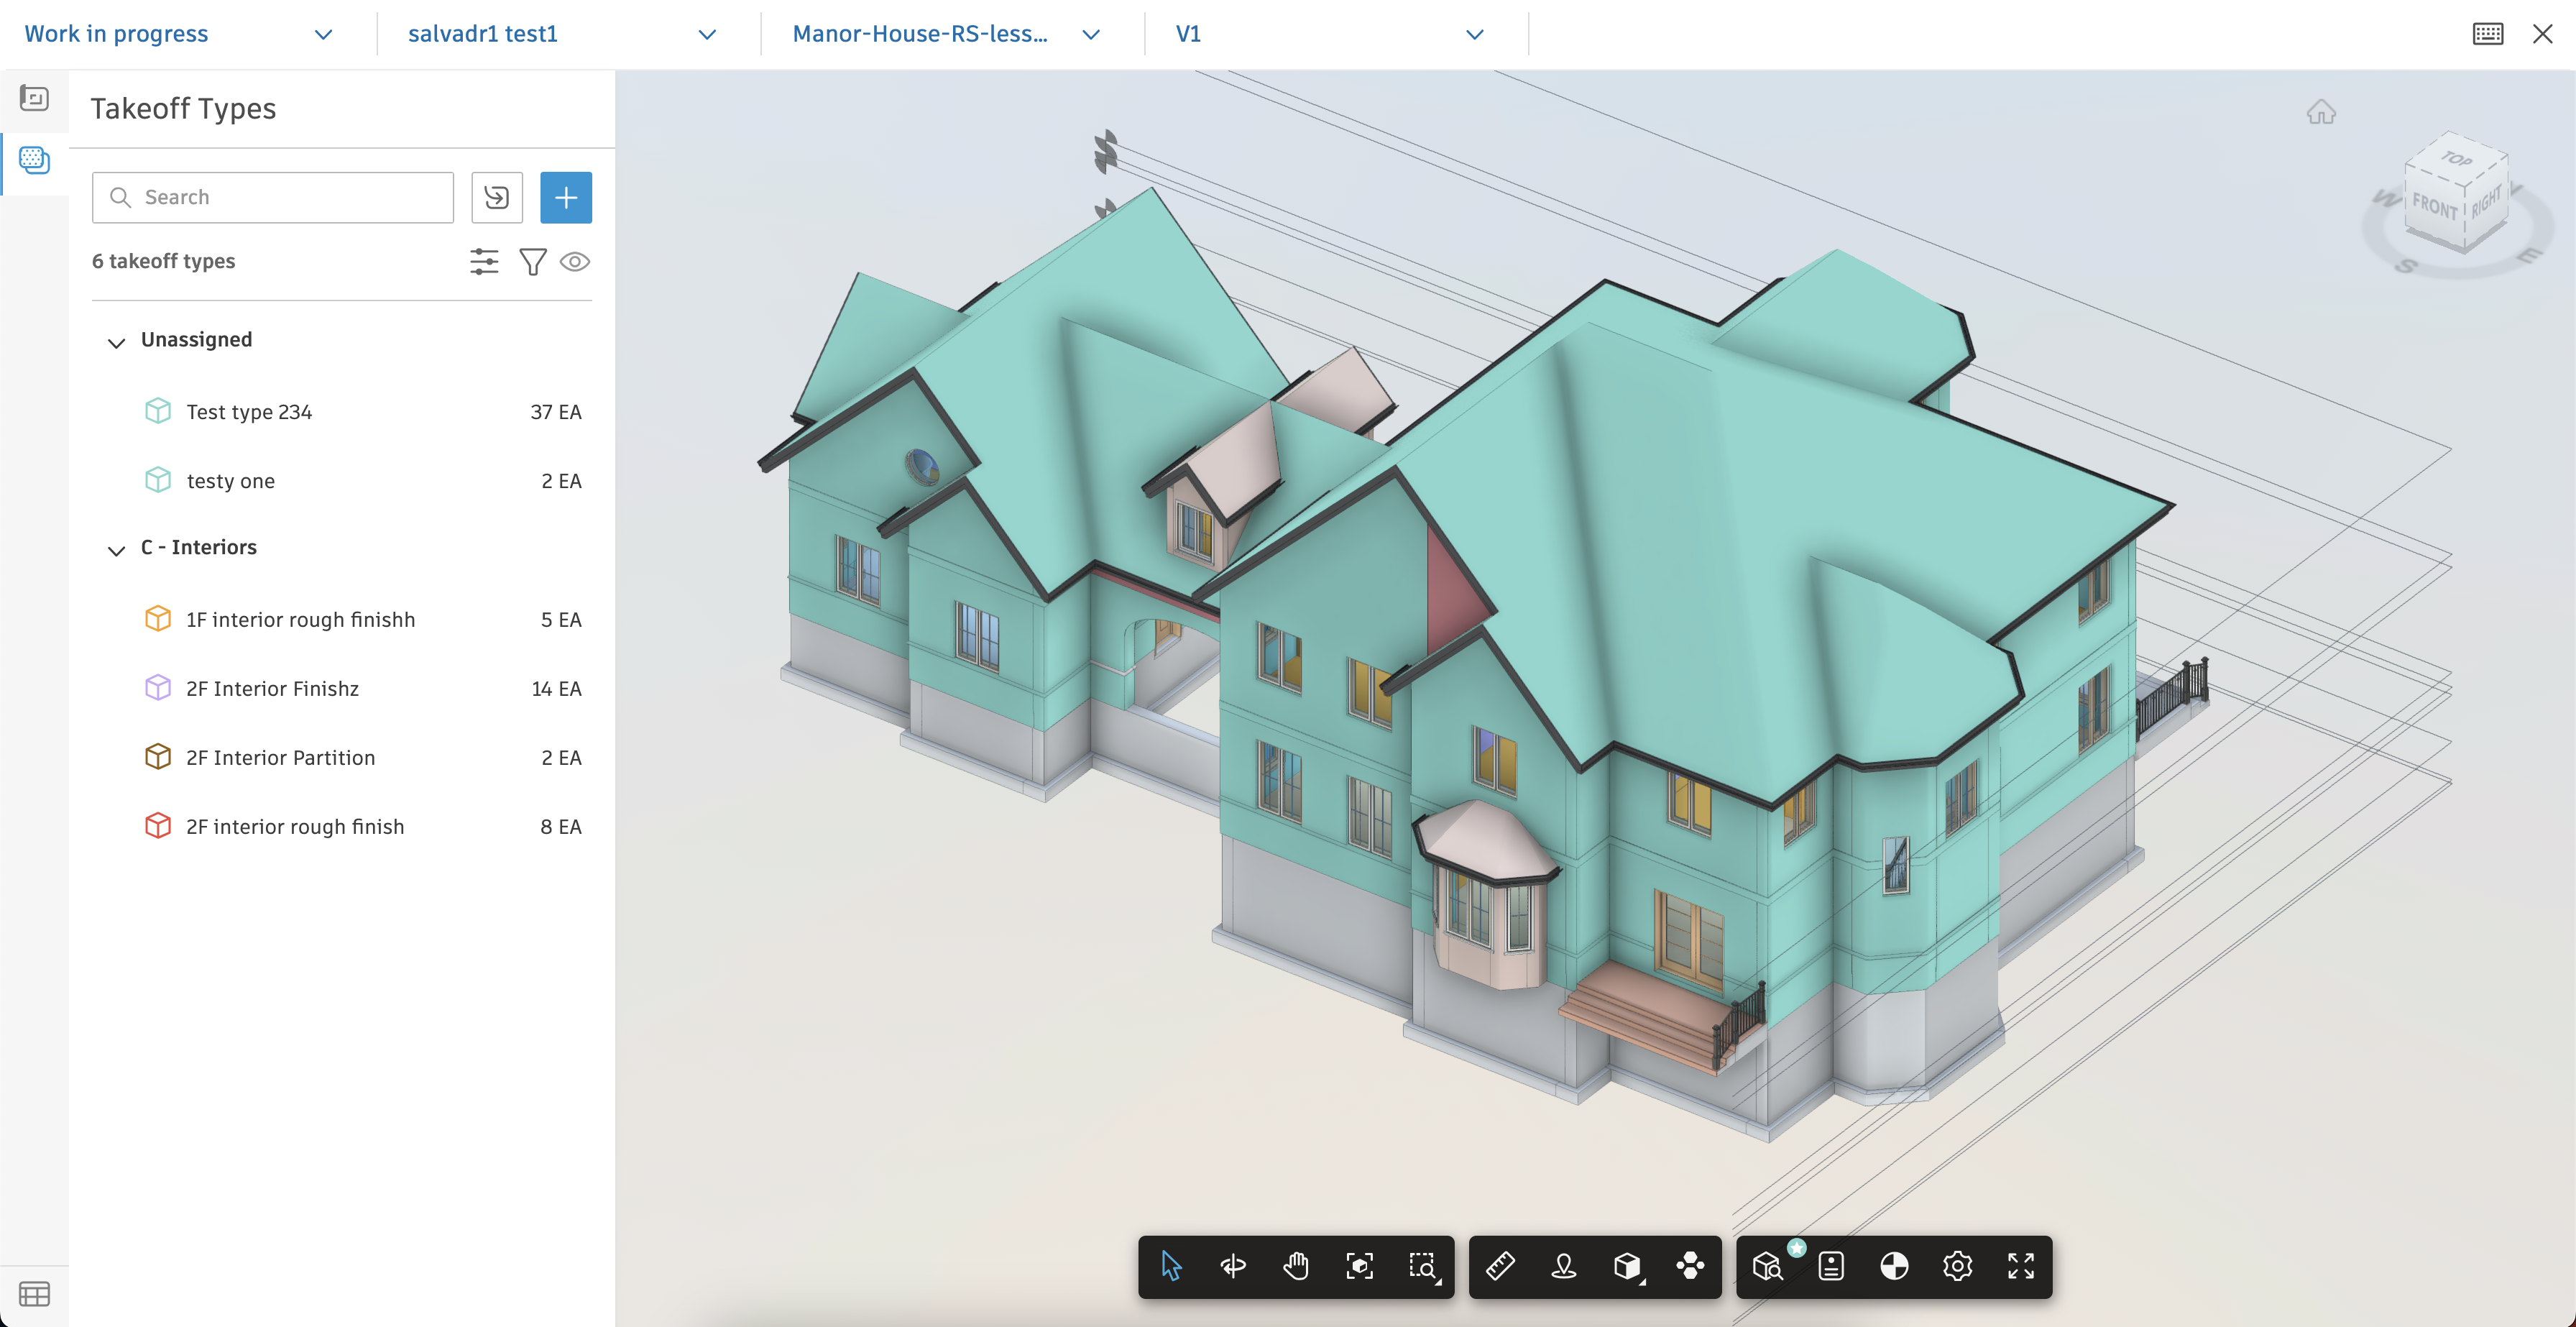 Work in progress
salvadr1 test1
Manor-House-RS-less...
V1
Takeoff Types
Search
6 takeoff types
Unassigned
Test type 234 37 EA
testy one 2 EA
C - Interiors
1F interior rough finishh 5 EA
2F Interior Finishz 14 EA
2F Interior Partition 2 EA
2F interior rough finish 8 EA
TOP
FRONT
RIGHT
W
S
E